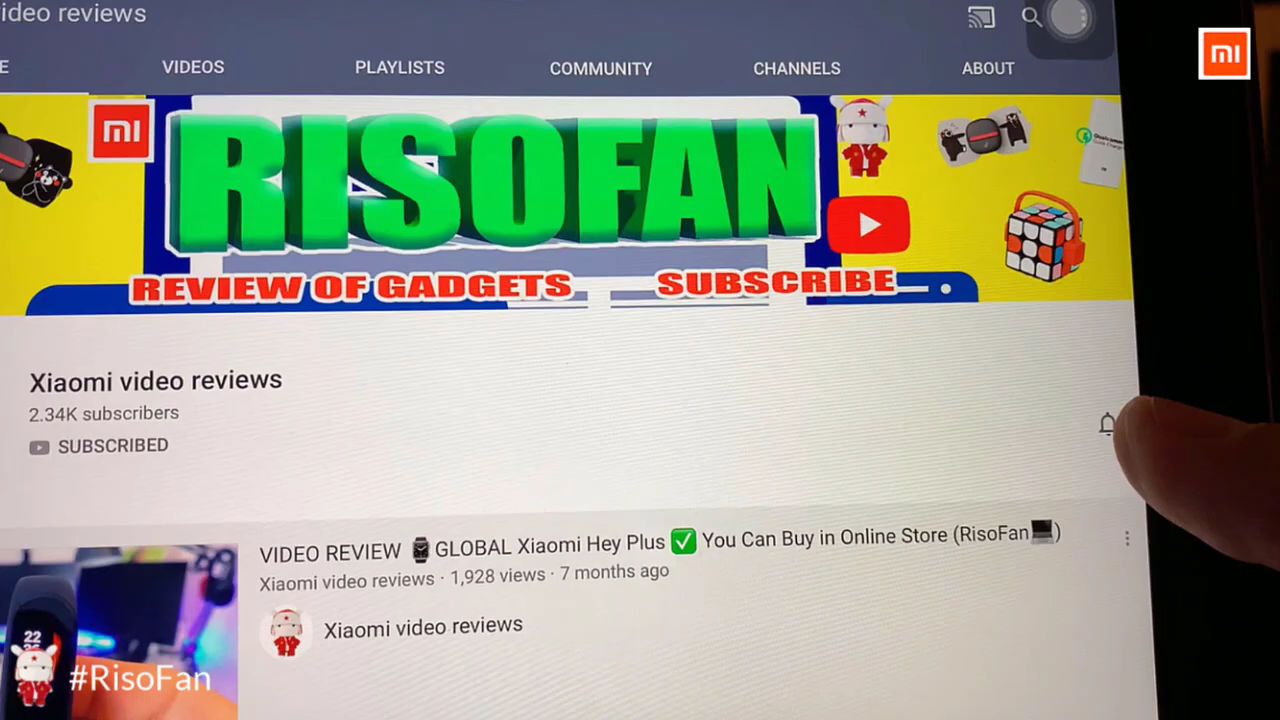 video reviews
VIDEOS PLAYLISTS COMMUNITY CHANNELS ABOUT
mi
mi
RISOFAN
REVIEW OF GADGETS SUBSCRIBE
Xiaomi video reviews
2.34K subscribers
SUBSCRIBED
VIDEO REVIEW ⌚GLOBAL Xiaomi Hey Plus ✅ You Can Buy in Online Store (RisoFan💻)
Xiaomi video reviews · 1,928 views · 7 months ago
Xiaomi video reviews
22
#RisoFan